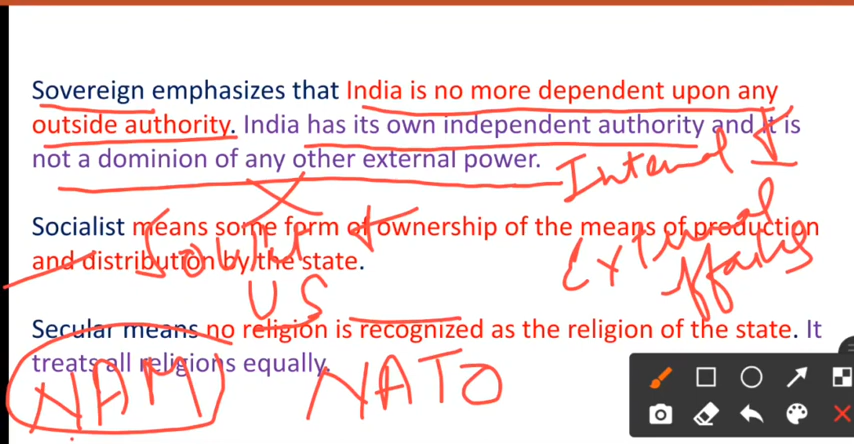 Sovereign emphasizes that India is no more dependent upon any
outside authority. India has its own independent authority and it is
not a dominion of any other external power.
Internal &
Socialist means some form of ownership of the means of production
and distribution by the state.
Soviet
External
affairs
US
Secular means no religion is recognized as the religion of the state. It
treats all religions equally.
NAM NATO